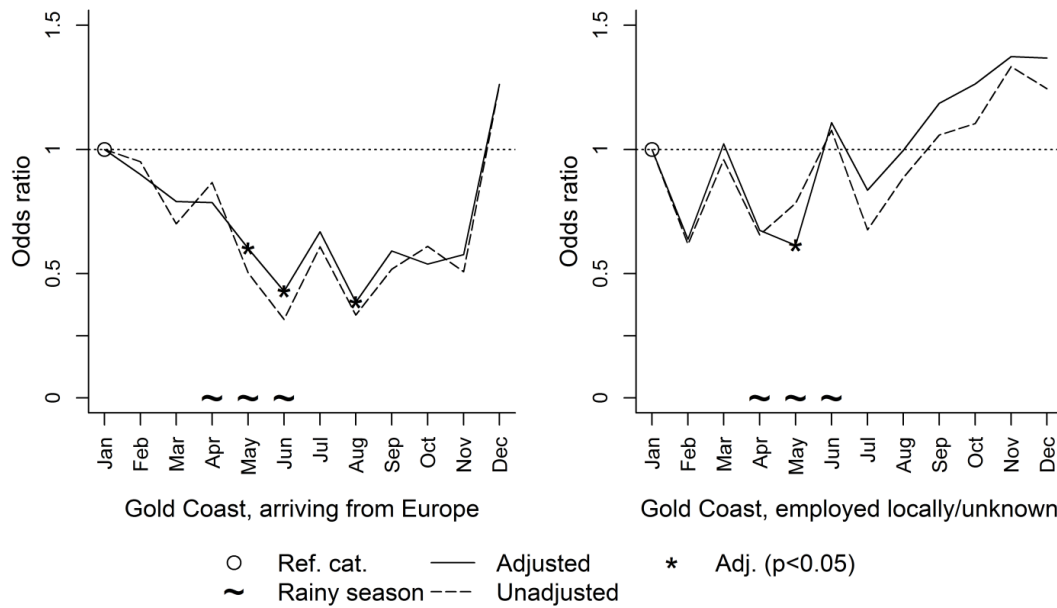 1.5
1
0.5
0
Odds ratio
Jan
Feb
Mar
Apr
May
Jun
Jul
Aug
Sep
Oct
Nov
Dec
Gold Coast, arriving from Europe
1.5
1
0.5
0
Odds ratio
Jan
Feb
Mar
Apr
May
Jun
Jul
Aug
Sep
Oct
Nov
Dec
Gold Coast, employed locally/unknown
Ref. cat. Adjusted * Adj. (p<0.05)
~ Rainy season Unadjusted